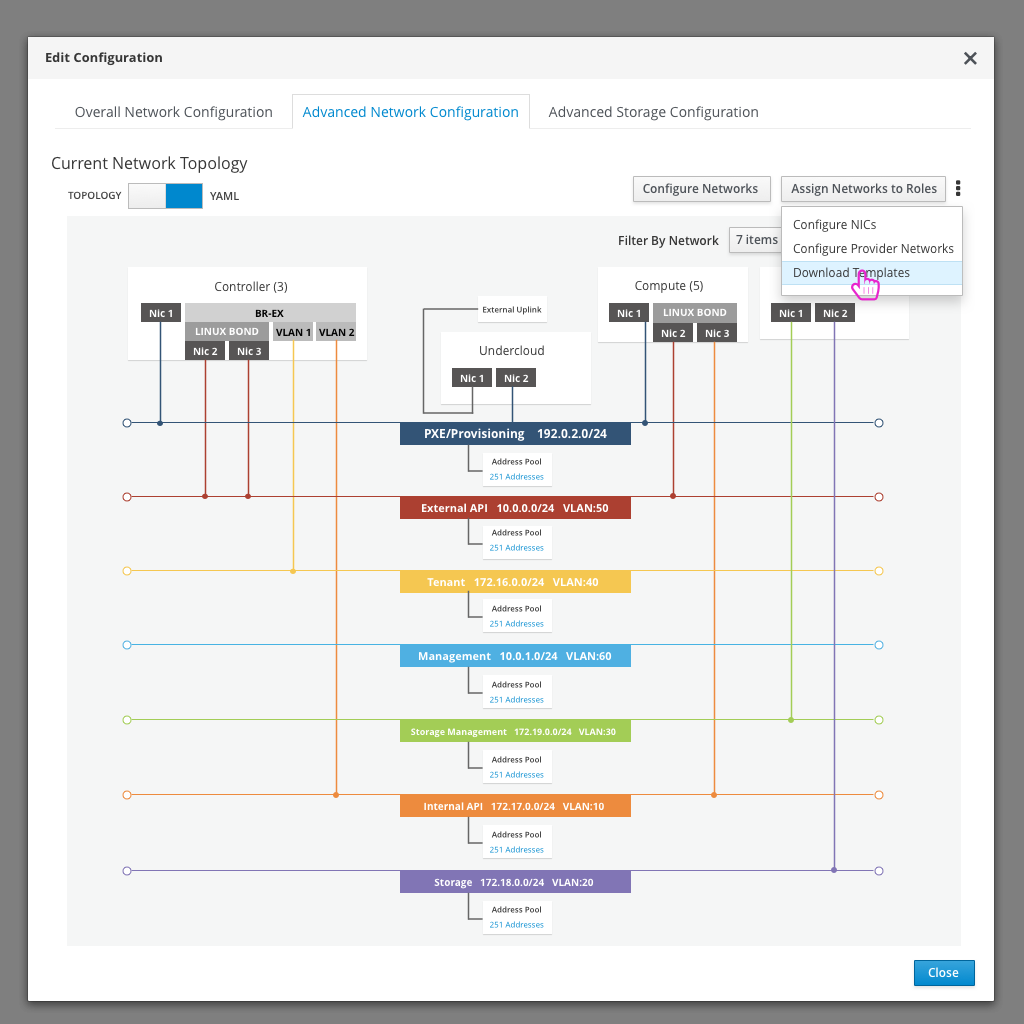 Edit Configuration
Overall Network Configuration
Advanced Network Configuration
Advanced Storage Configuration
Current Network Topology
TOPOLOGY
YAML
Configure Networks
Assign Networks to Roles
Configure NICs
Configure Provider Networks
Download Templates
Filter By Network
7 items
Controller (3)
Nic 1
BR-EX
LINUX BOND
VLAN 1
VLAN 2
Nic 2
Nic 3
External Uplink
Undercloud
Nic 1
Nic 2
Compute (5)
Nic 1
LINUX BOND
Nic 2
Nic 3
Nic 1
Nic 2
PXE/Provisioning 192.0.2.0/24
Address Pool
251 Addresses
External API 10.0.0.0/24 VLAN:50
Address Pool
251 Addresses
Tenant 172.16.0.0/24 VLAN:40
Address Pool
251 Addresses
Management 10.0.1.0/24 VLAN:60
Address Pool
251 Addresses
Storage Management 172.19.0.0/24 VLAN:30
Address Pool
251 Addresses
Internal API 172.17.0.0/24 VLAN:10
Address Pool
251 Addresses
Storage 172.18.0.0/24 VLAN:20
Address Pool
251 Addresses
Close